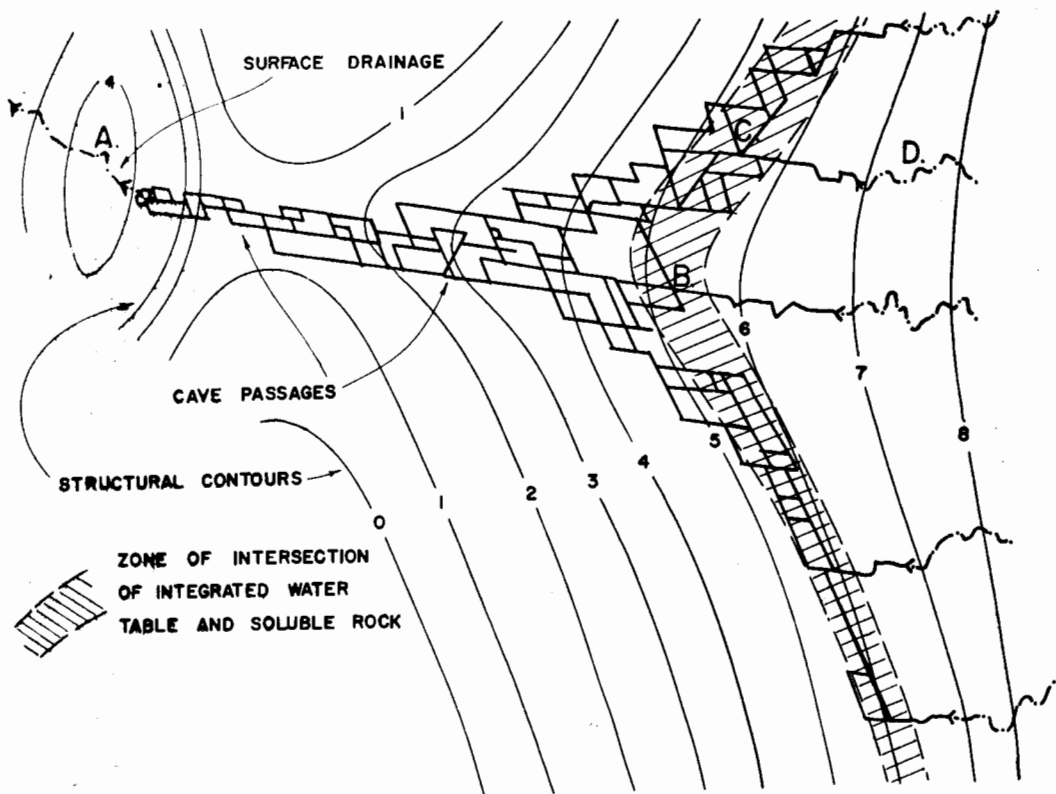 SURFACE DRAINAGE
4
A.
1
C.
D.
B
6
7
8
CAVE PASSAGES
5
4
3
2
1
0
STRUCTURAL CONTOURS
ZONE OF INTERSECTION
OF INTEGRATED WATER
TABLE AND SOLUBLE ROCK